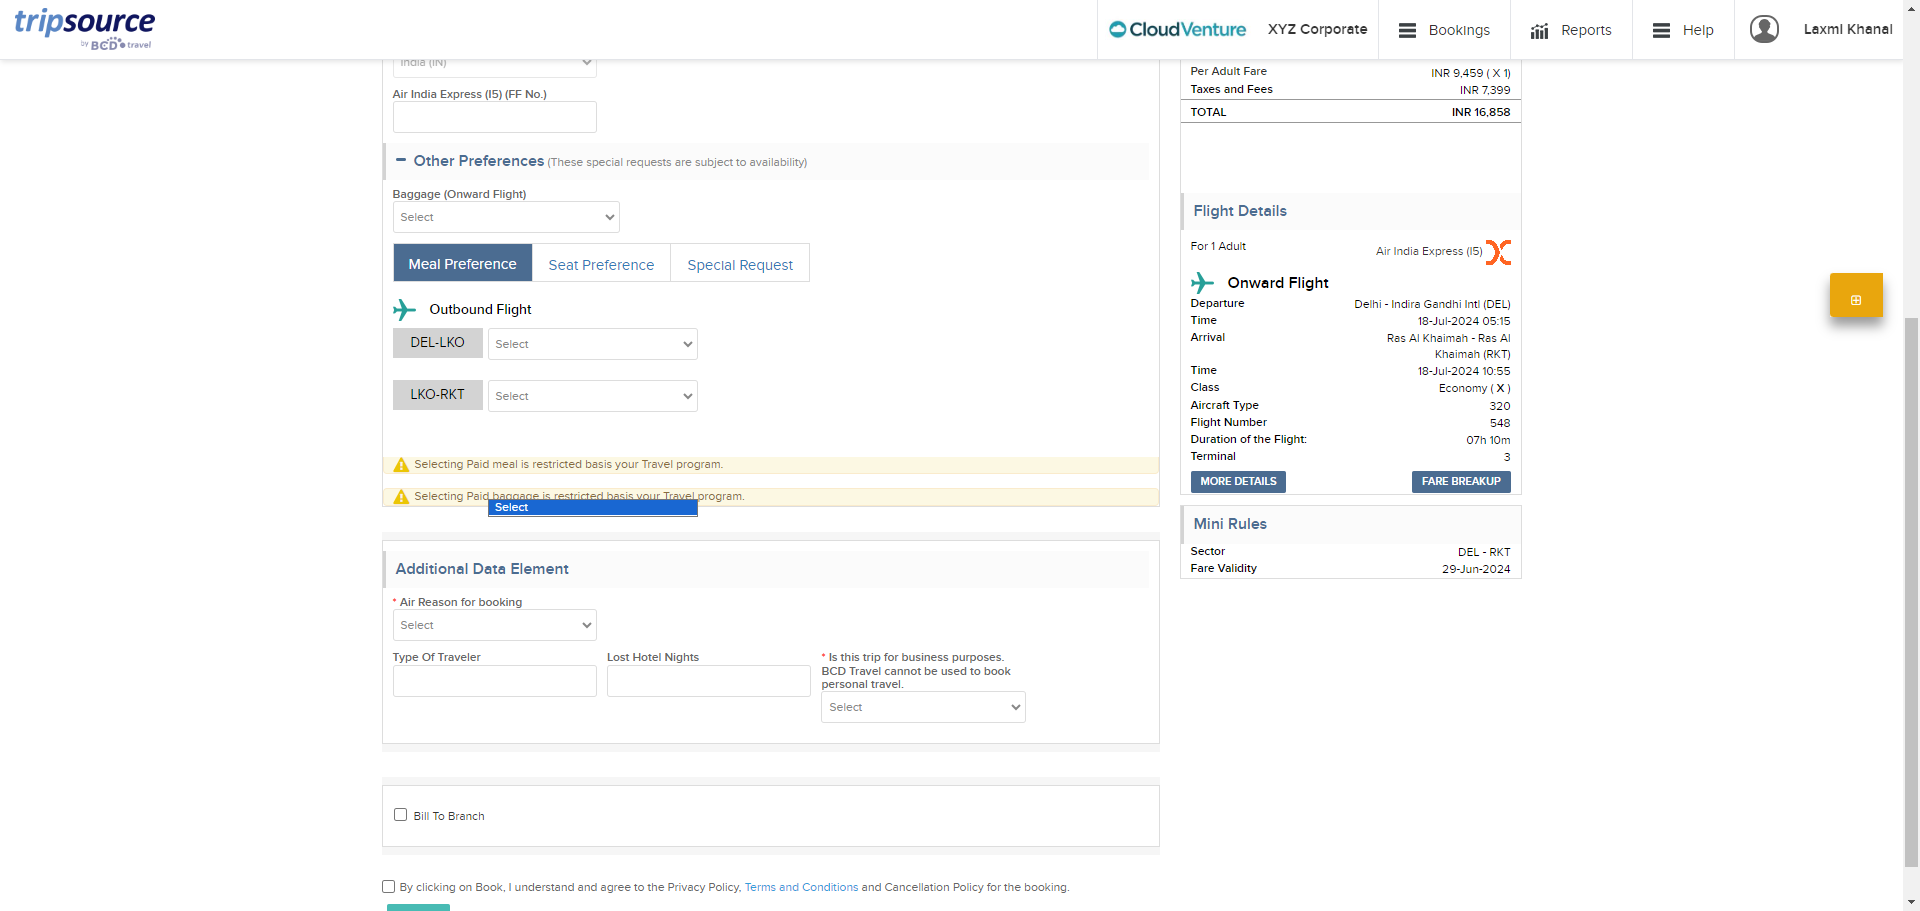 tripsource
by BCD travel
CloudVenture
XYZ Corporate
Bookings
Reports
Help
Laxmi Khanal
India (IN)
Air India Express (I5) (FF No.)
Other Preferences (These special requests are subject to availability)
Baggage (Onward Flight)
Select
Meal Preference
Seat Preference
Special Request
Outbound Flight
DEL-LKO
Select
LKO-RKT
Select
Selecting Paid meal is restricted basis your Travel program.
Selecting Paid baggage is restricted basis your Travel program.
Select
Additional Data Element
* Air Reason for booking
Select
Type Of Traveler
Lost Hotel Nights
* Is this trip for business purposes.
BCD Travel cannot be used to book
personal travel.
Select
Bill To Branch
By clicking on Book, I understand and agree to the Privacy Policy, Terms and Conditions and Cancellation Policy for the booking.
Per Adult Fare INR 9,459 ( X 1)
Taxes and Fees INR 7,399
TOTAL INR 16,858
Flight Details
For 1 Adult Air India Express (I5)
Onward Flight
Departure Delhi - Indira Gandhi Intl (DEL)
Time 18-Jul-2024 05:15
Arrival Ras Al Khaimah - Ras Al
Khaimah (RKT)
Time 18-Jul-2024 10:55
Class Economy ( X )
Aircraft Type 320
Flight Number 548
Duration of the Flight: 07h 10m
Terminal 3
MORE DETAILS FARE BREAKUP
Mini Rules
Sector DEL - RKT
Fare Validity 29-Jun-2024